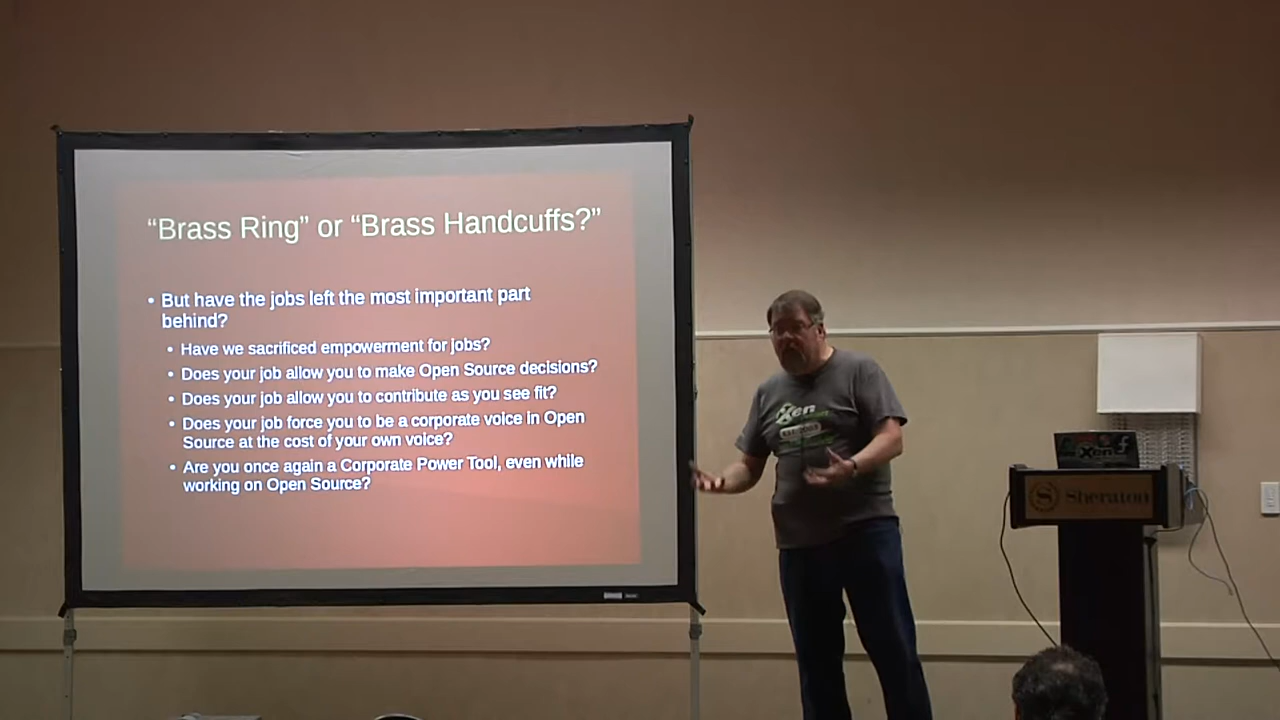 “Brass Ring” or “Brass Handcuffs?”
• But have the jobs left the most important part
behind?
• Have we sacrificed empowerment for jobs?
• Does your job allow you to make Open Source decisions?
• Does your job allow you to contribute as you see fit?
• Does your job force you to be a corporate voice in Open
Source at the cost of your own voice?
• Are you once again a Corporate Power Tool, even while
working on Open Source?
Xen
Xen
Sheraton